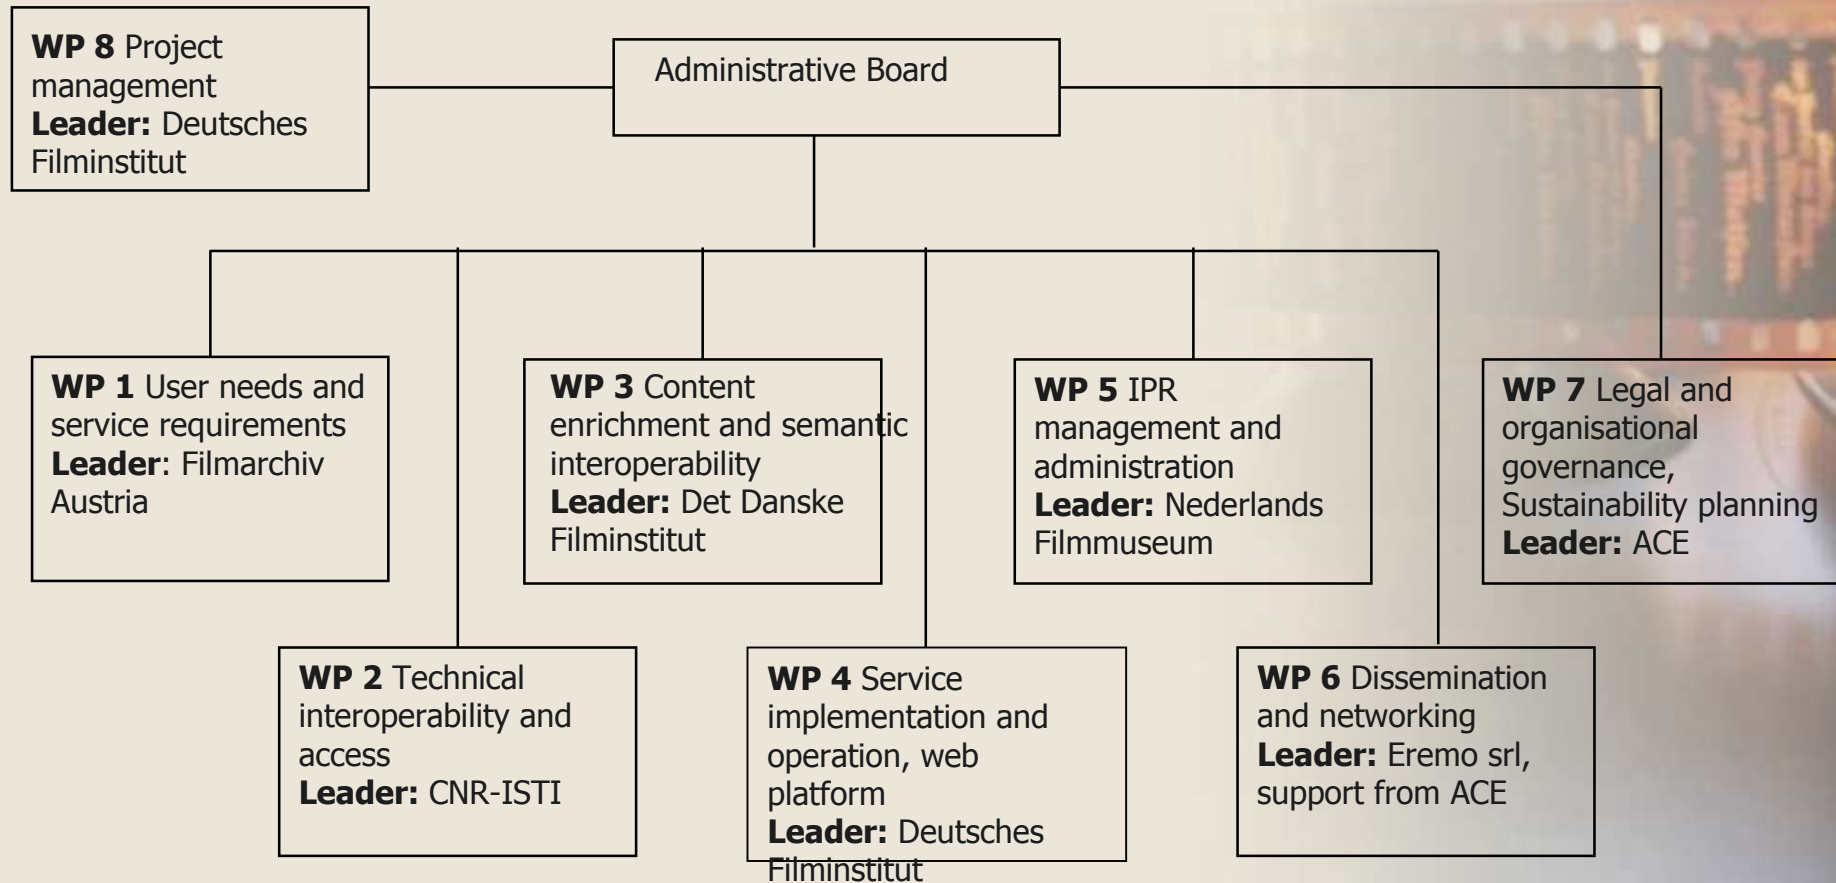 WP 8 Project
management
Leader: Deutsches
Filminstitut
Administrative Board
WP 1 User needs and
service requirements
Leader: Filmarchiv
Austria
WP 3 Content
enrichment and semantic
interoperability
Leader: Det Danske
Filminstitut
WP 5 IPR
management and
administration
Leader: Nederlands
Filmmuseum
WP 7 Legal and
organisational
governance,
Sustainability planning
Leader: ACE
WP 2 Technical
interoperability and
access
Leader: CNR-ISTI
WP 4 Service
implementation and
operation, web
platform
Leader: Deutsches
Filminstitut
WP 6 Dissemination
and networking
Leader: Eremo srl,
support from ACE